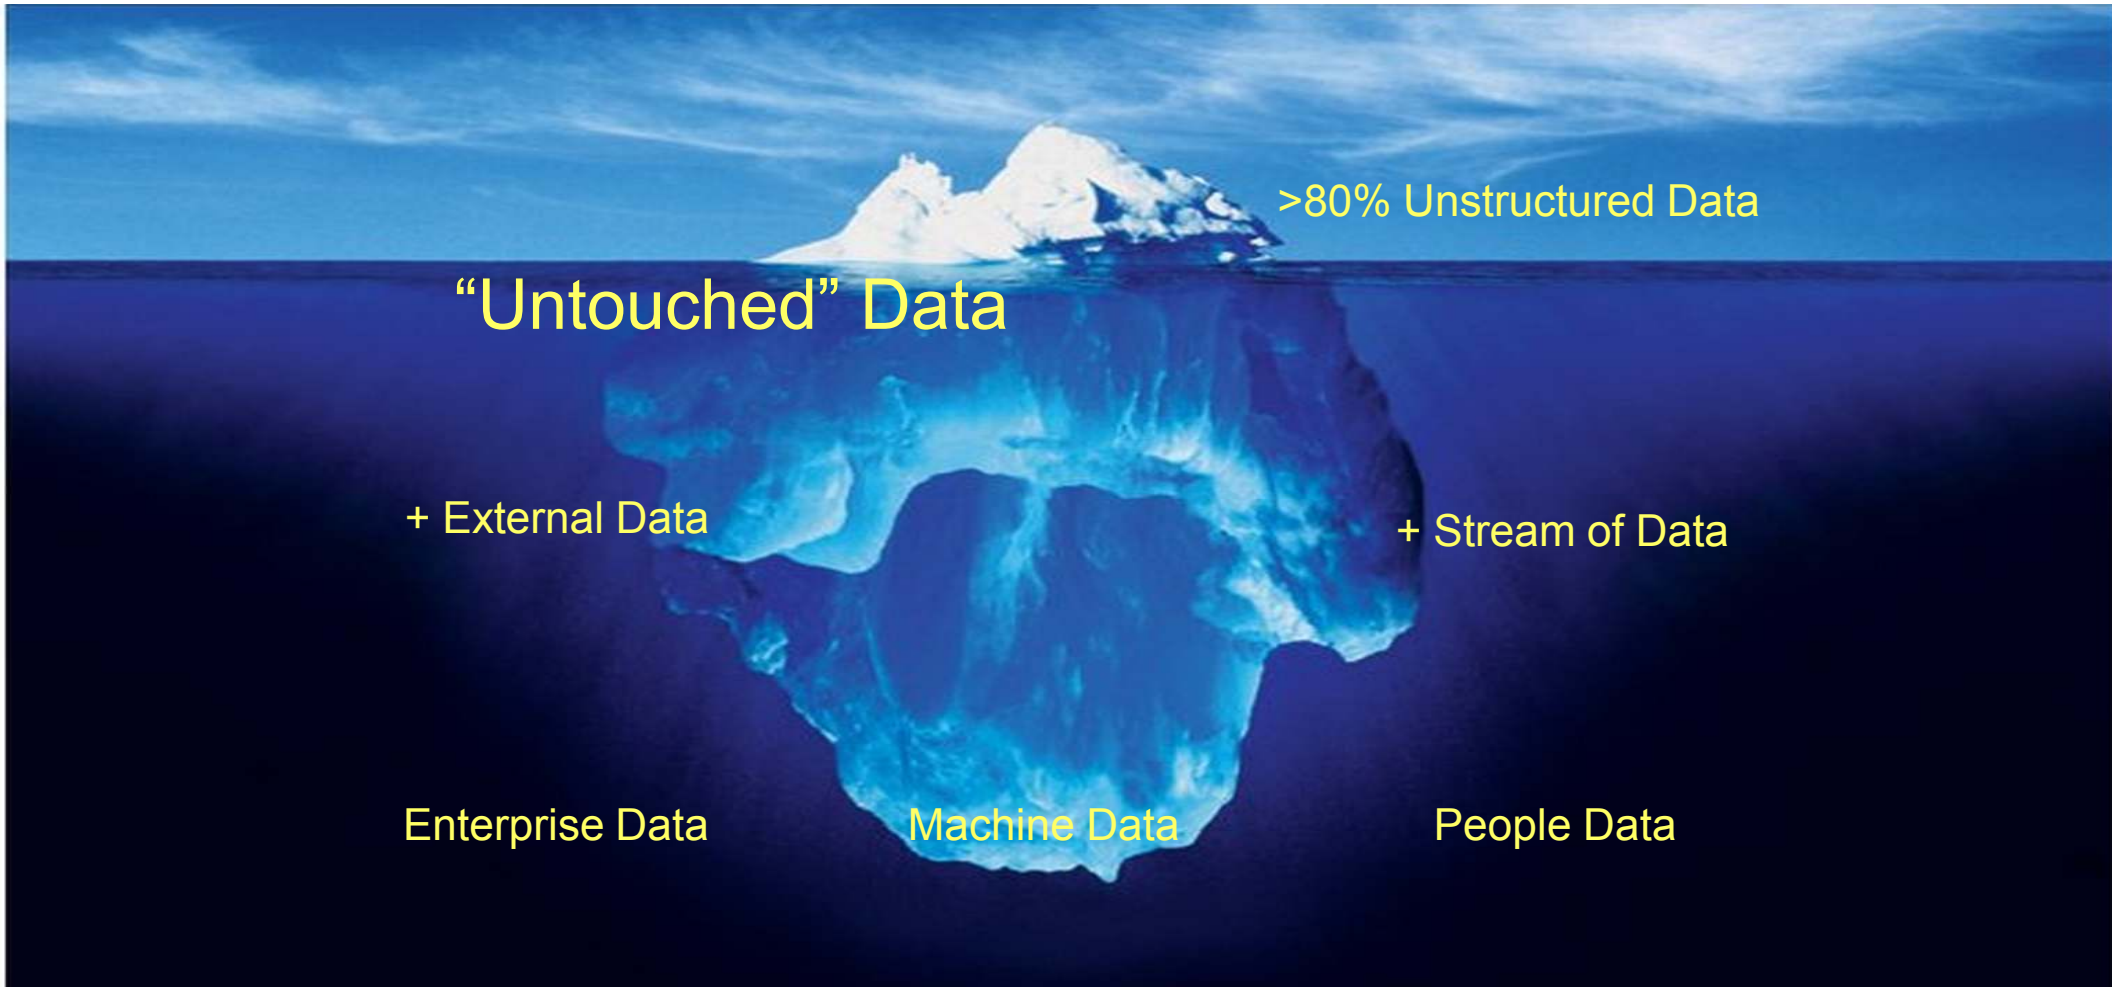 >80% Unstructured Data
“Untouched” Data
+ External Data
+ Stream of Data
Enterprise Data
Machine Data
People Data